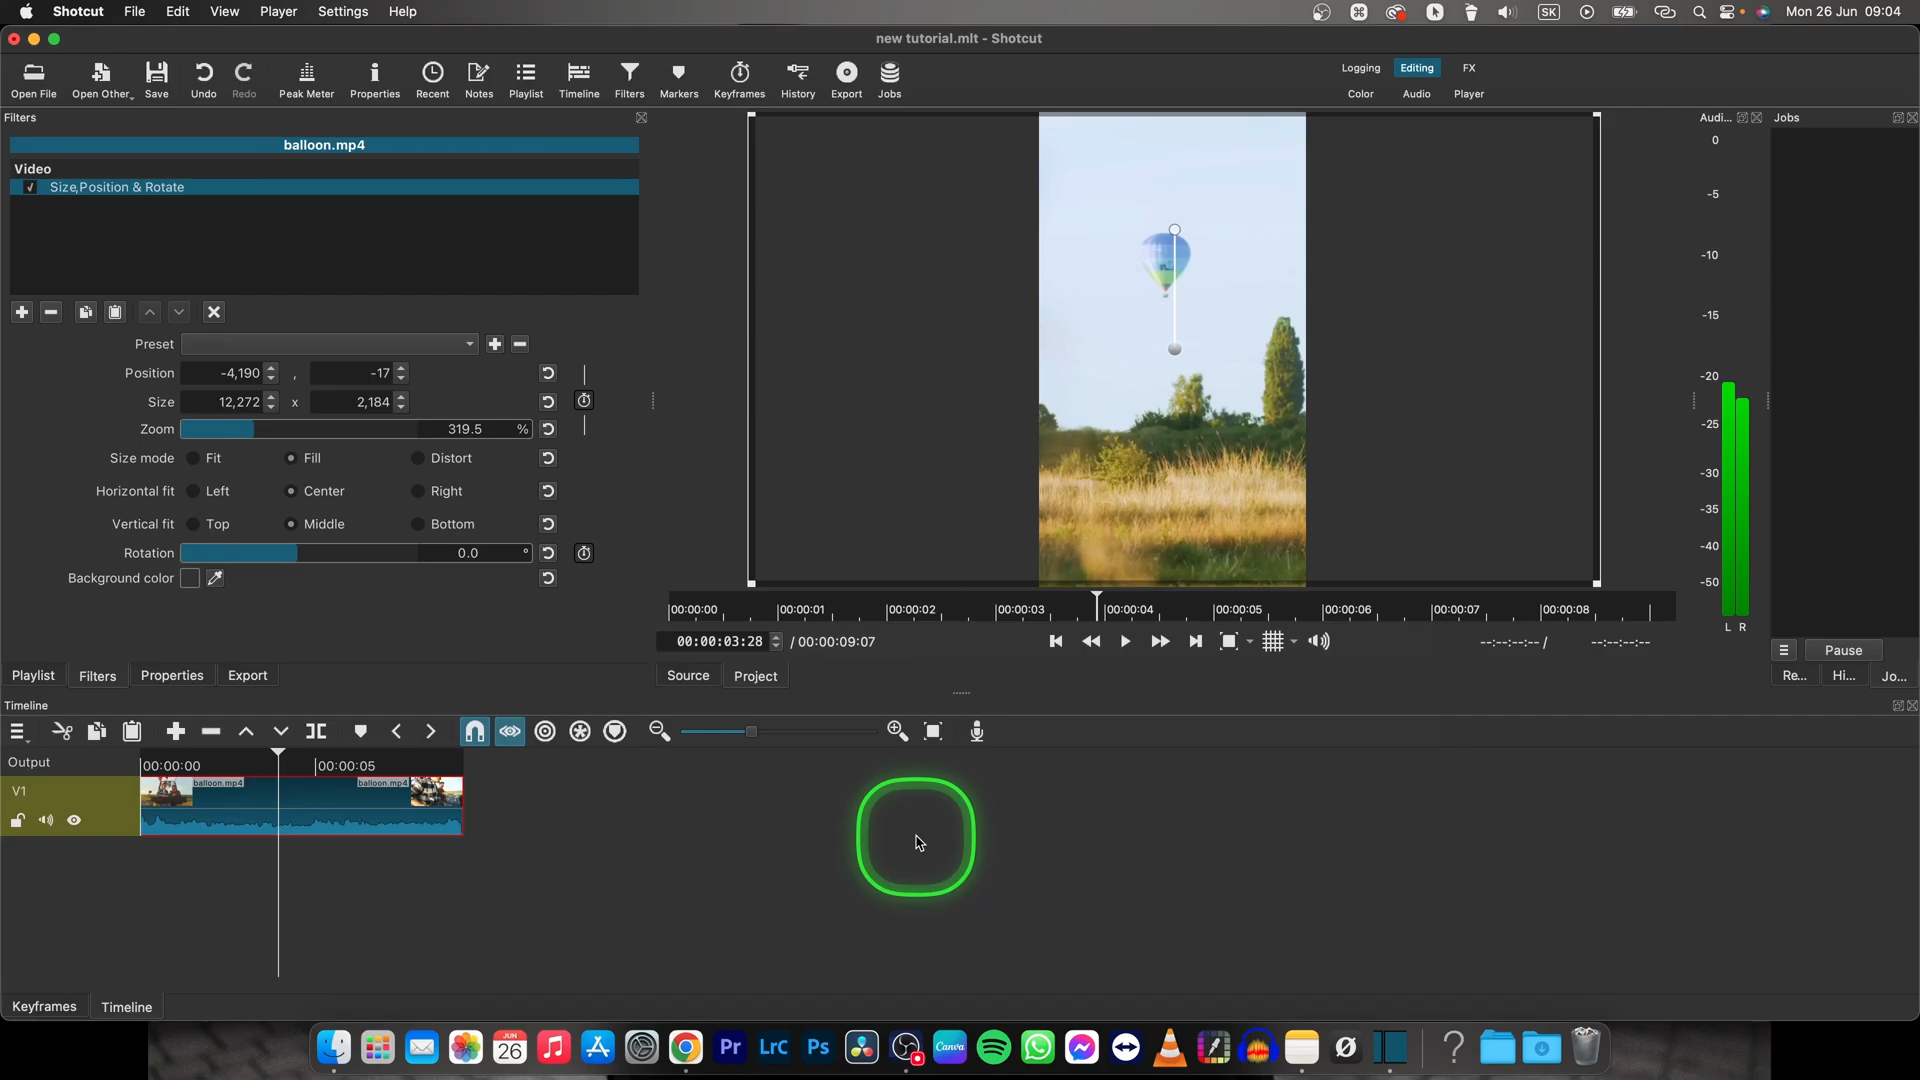 Shotcut File Edit View Player Settings Help SK Mon 26 Jun 09:04
new tutorial.mlt - Shotcut
Open File Open Other Save Undo Redo Peak Meter Properties Recent Notes Playlist Timeline Filters Markers Keyframes History Export Jobs
Logging Editing FX
Color Audio Player
Filters
Audi... Jobs
balloon.mp4
Video
Size,Position & Rotate
Preset
Position -4,190 , -17
Size 12,272 x 2,184
Zoom 319.5 %
Size mode Fit Fill Distort
Horizontal fit Left Center Right
Vertical fit Top Middle Bottom
Rotation 0.0 °
Background color
0
-5
-10
-15
-20
-25
-30
-35
-40
-50
L R
00:00:00 00:00:01 00:00:02 00:00:03 00:00:04 00:00:05 00:00:06 00:00:07 00:00:08
00:00:03:28 / 00:00:09:07 --:--:--:-- / --:--:--:--
Pause
Playlist Filters Properties Export
Source Project
Re... Hi... Jo...
Timeline
Output 00:00:00 00:00:05
V1 balloon.mp4 balloon.mp4
Keyframes Timeline
JUN
26
Pr LrC Ps Canva